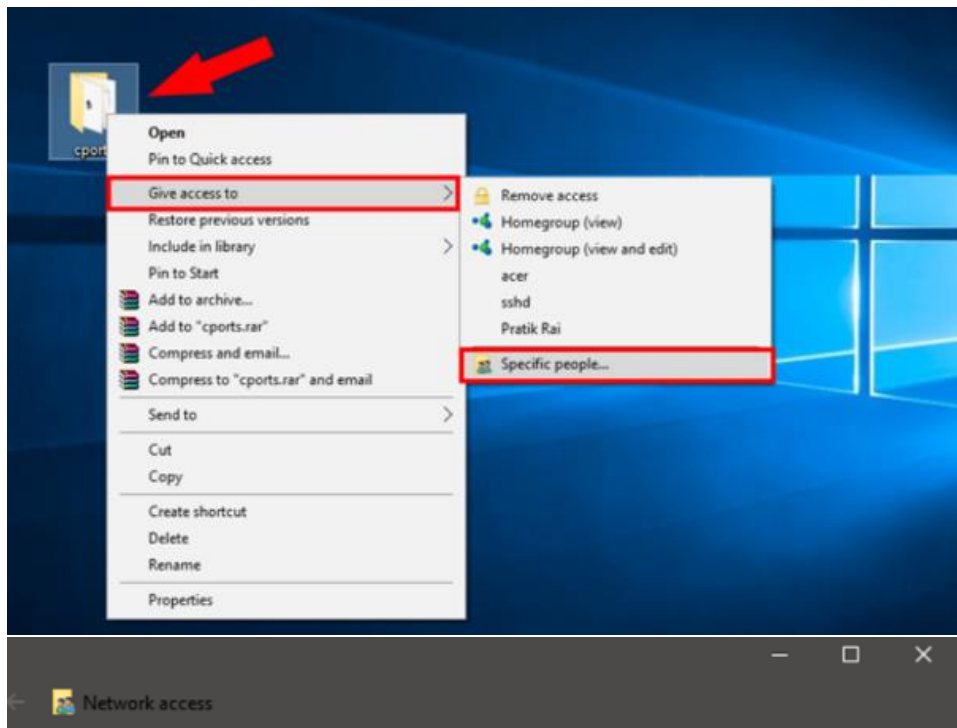 cports
Open
Pin to Quick access
Give access to
Restore previous versions
Include in library
Pin to Start
Add to archive...
Add to "cports.rar"
Compress and email...
Compress to "cports.rar" and email
Send to
Cut
Copy
Create shortcut
Delete
Rename
Properties
Remove access
Homegroup (view)
Homegroup (view and edit)
acer
sshd
Pratik Rai
Specific people...
Network access